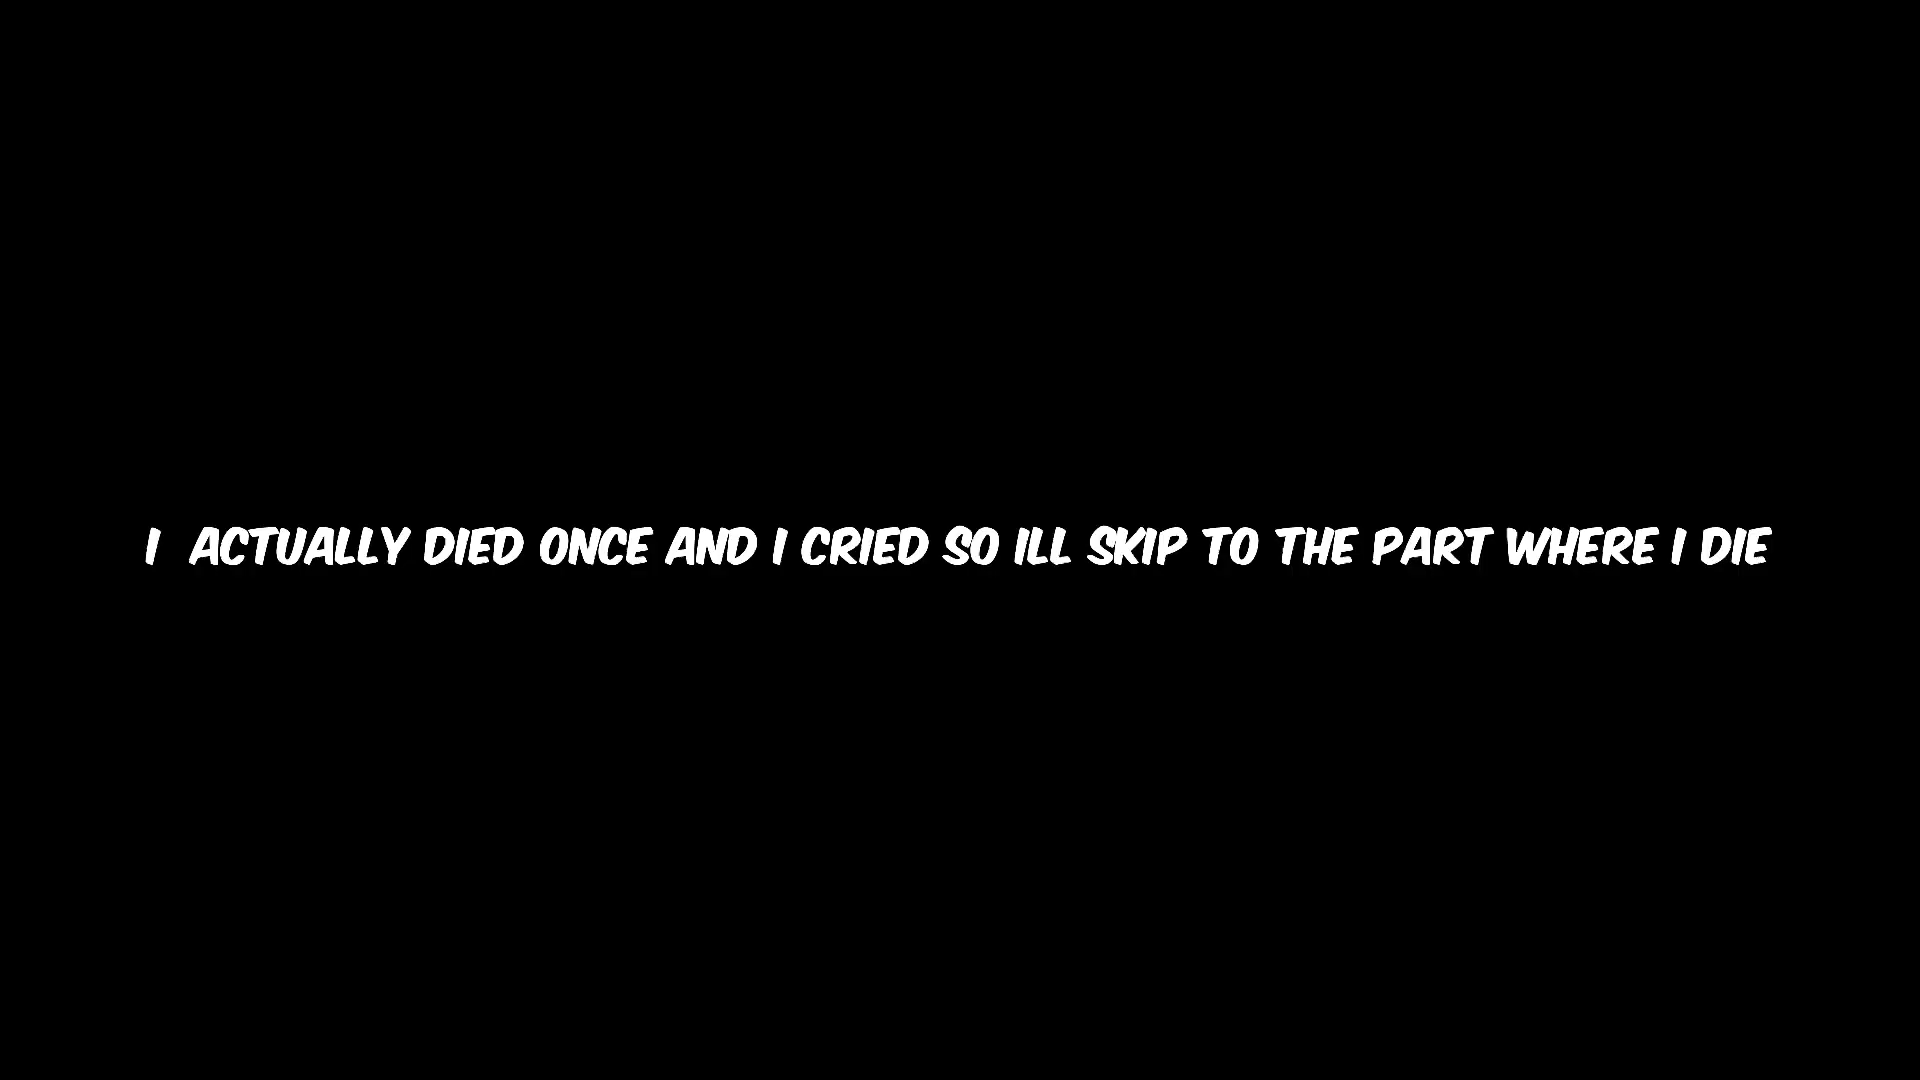 I  ACTUALLY DIED ONCE AND I CRIED SO ILL SKIP TO THE PART WHERE I DIE